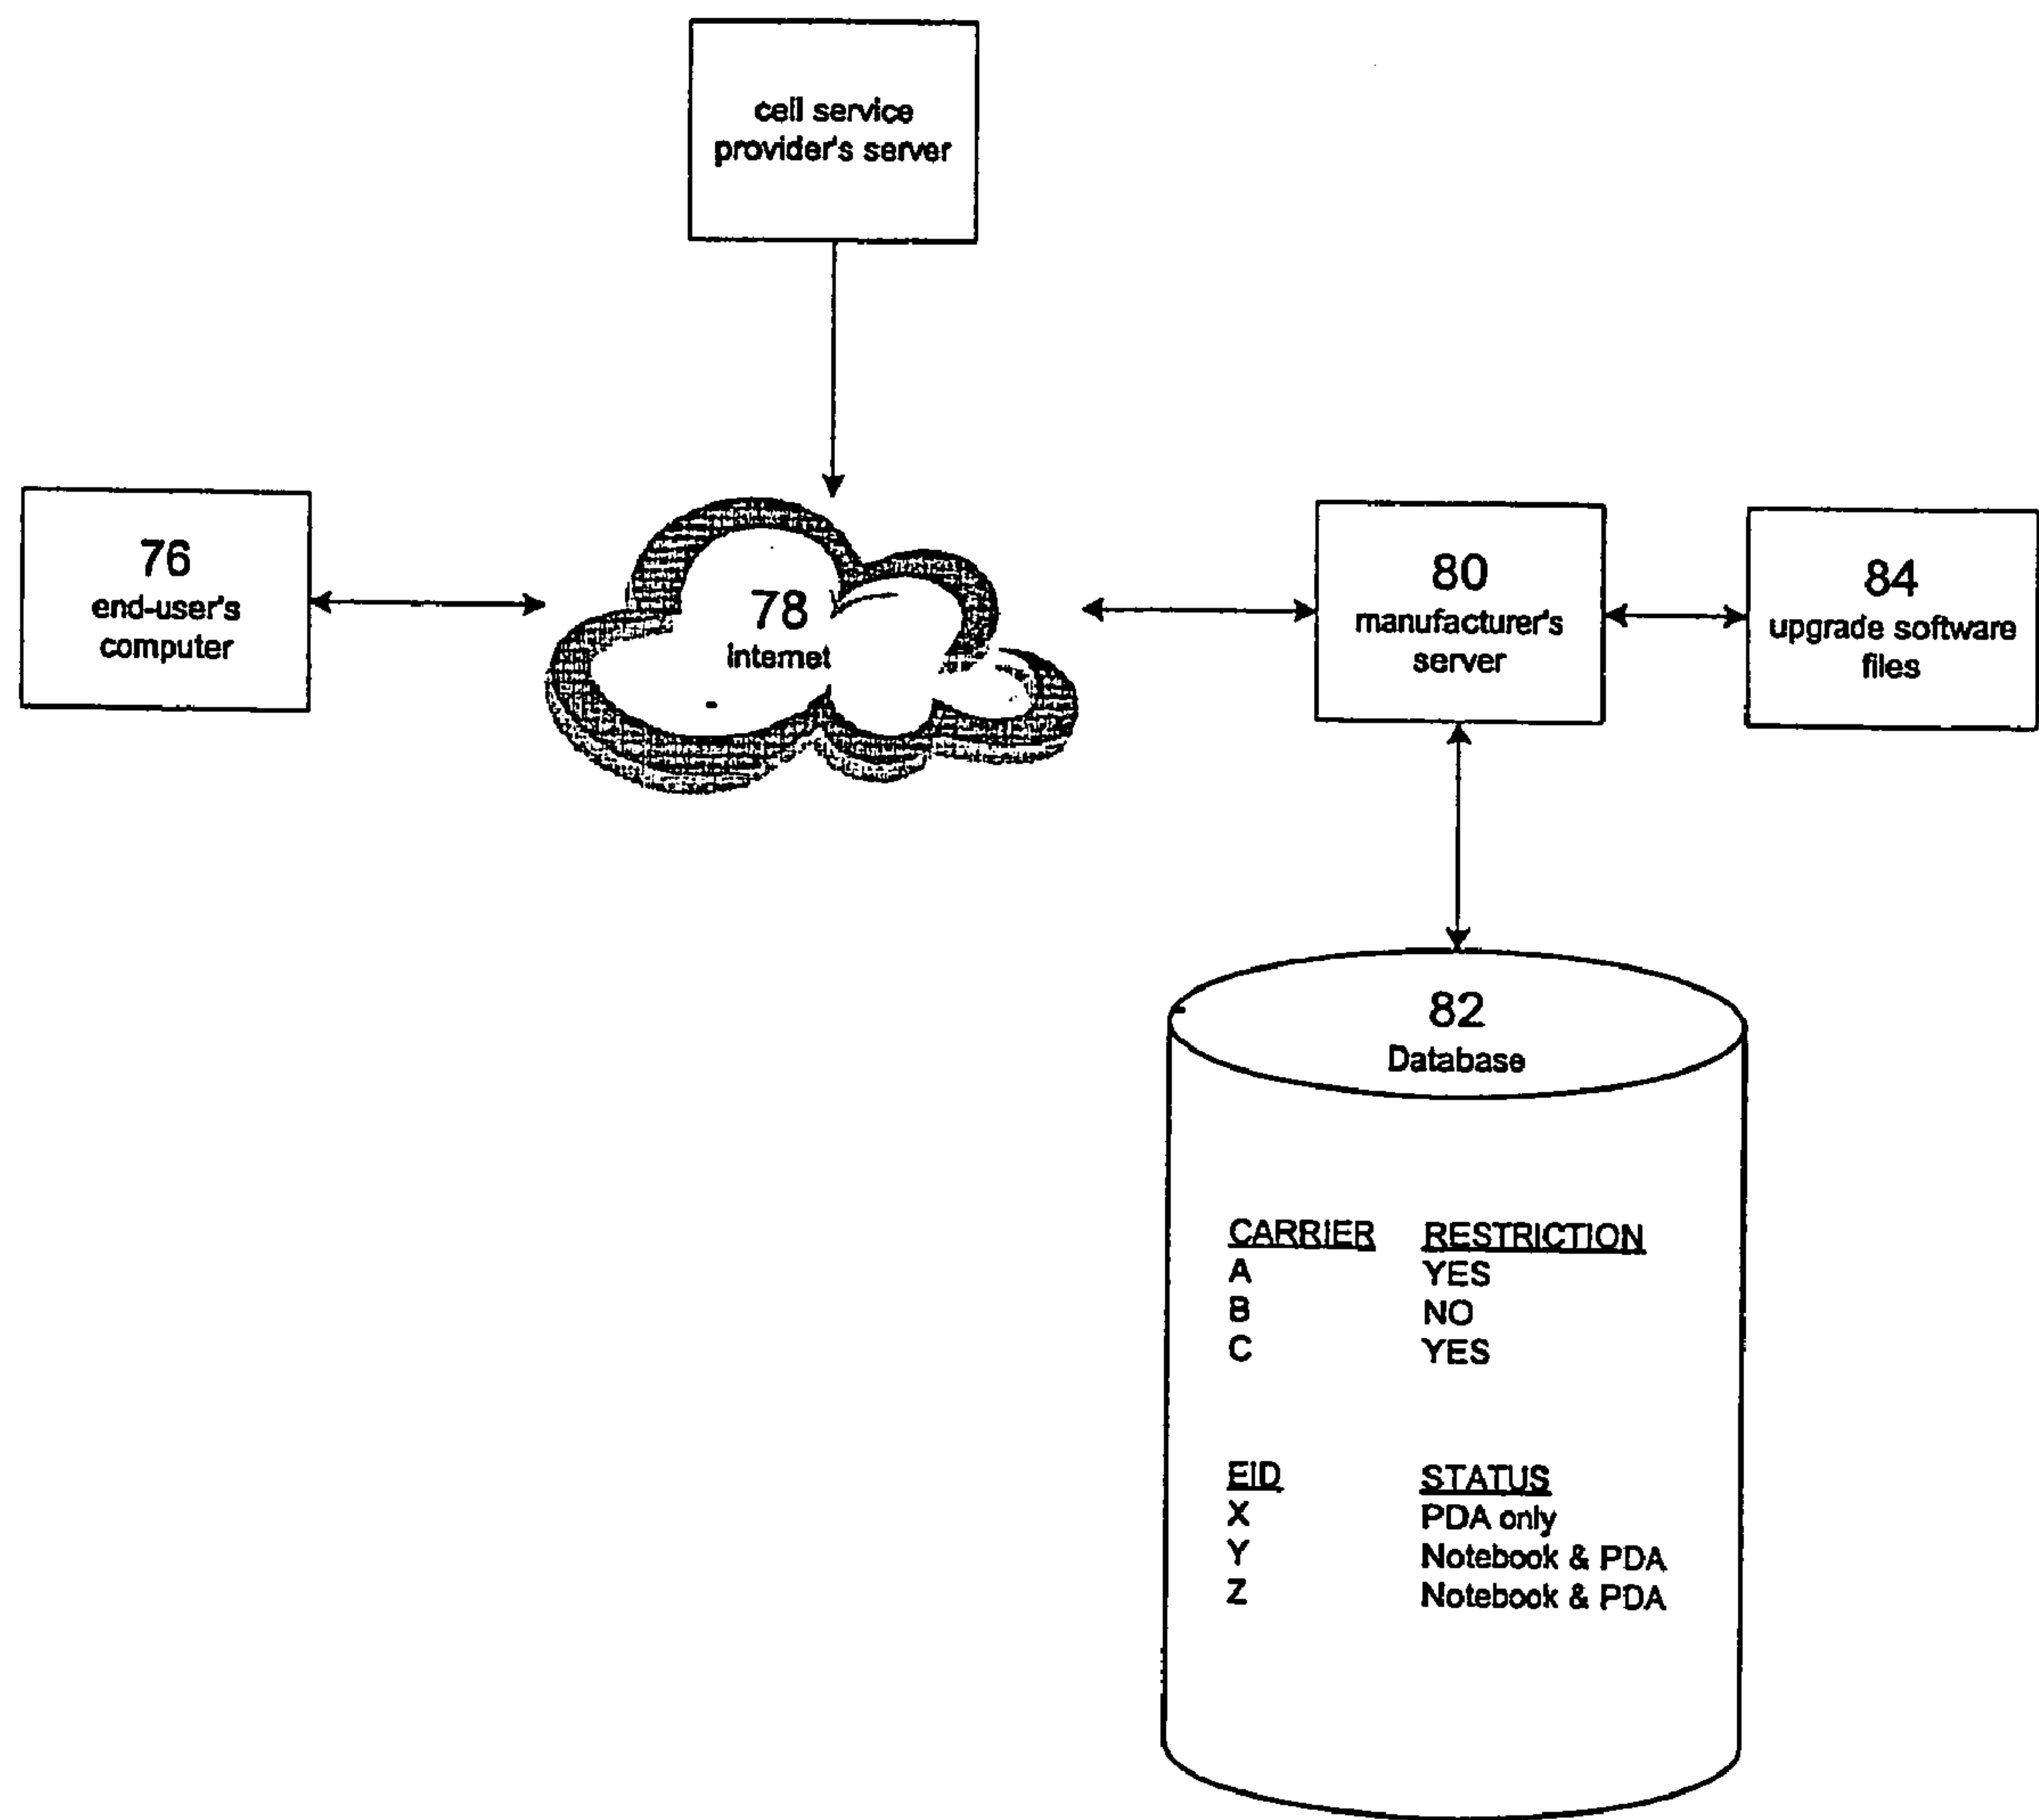 cell service
provider's server
76
end-user's
computer
78
internet
80
manufacturer's
server
84
upgrade software
files
82
Database
CARRIER RESTRICTION
A YES
B NO
C YES
EID STATUS
X PDA only
Y Notebook & PDA
Z Notebook & PDA